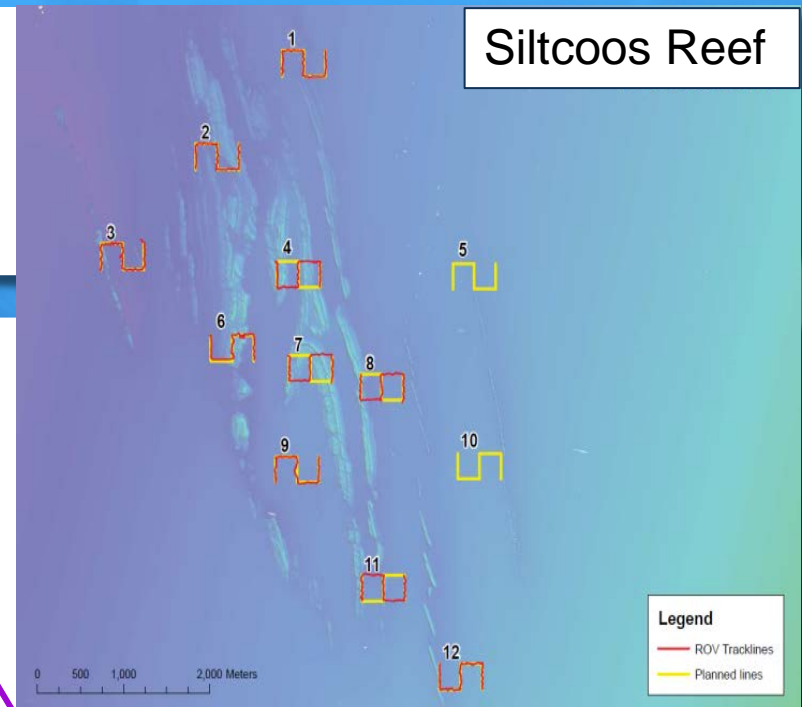 Siltcoos Reef
1
2
3
4
5
6
7
8
9
10
11
12
Legend
ROV Tracklines
Planned lines
0 500 1,000 2,000 Meters